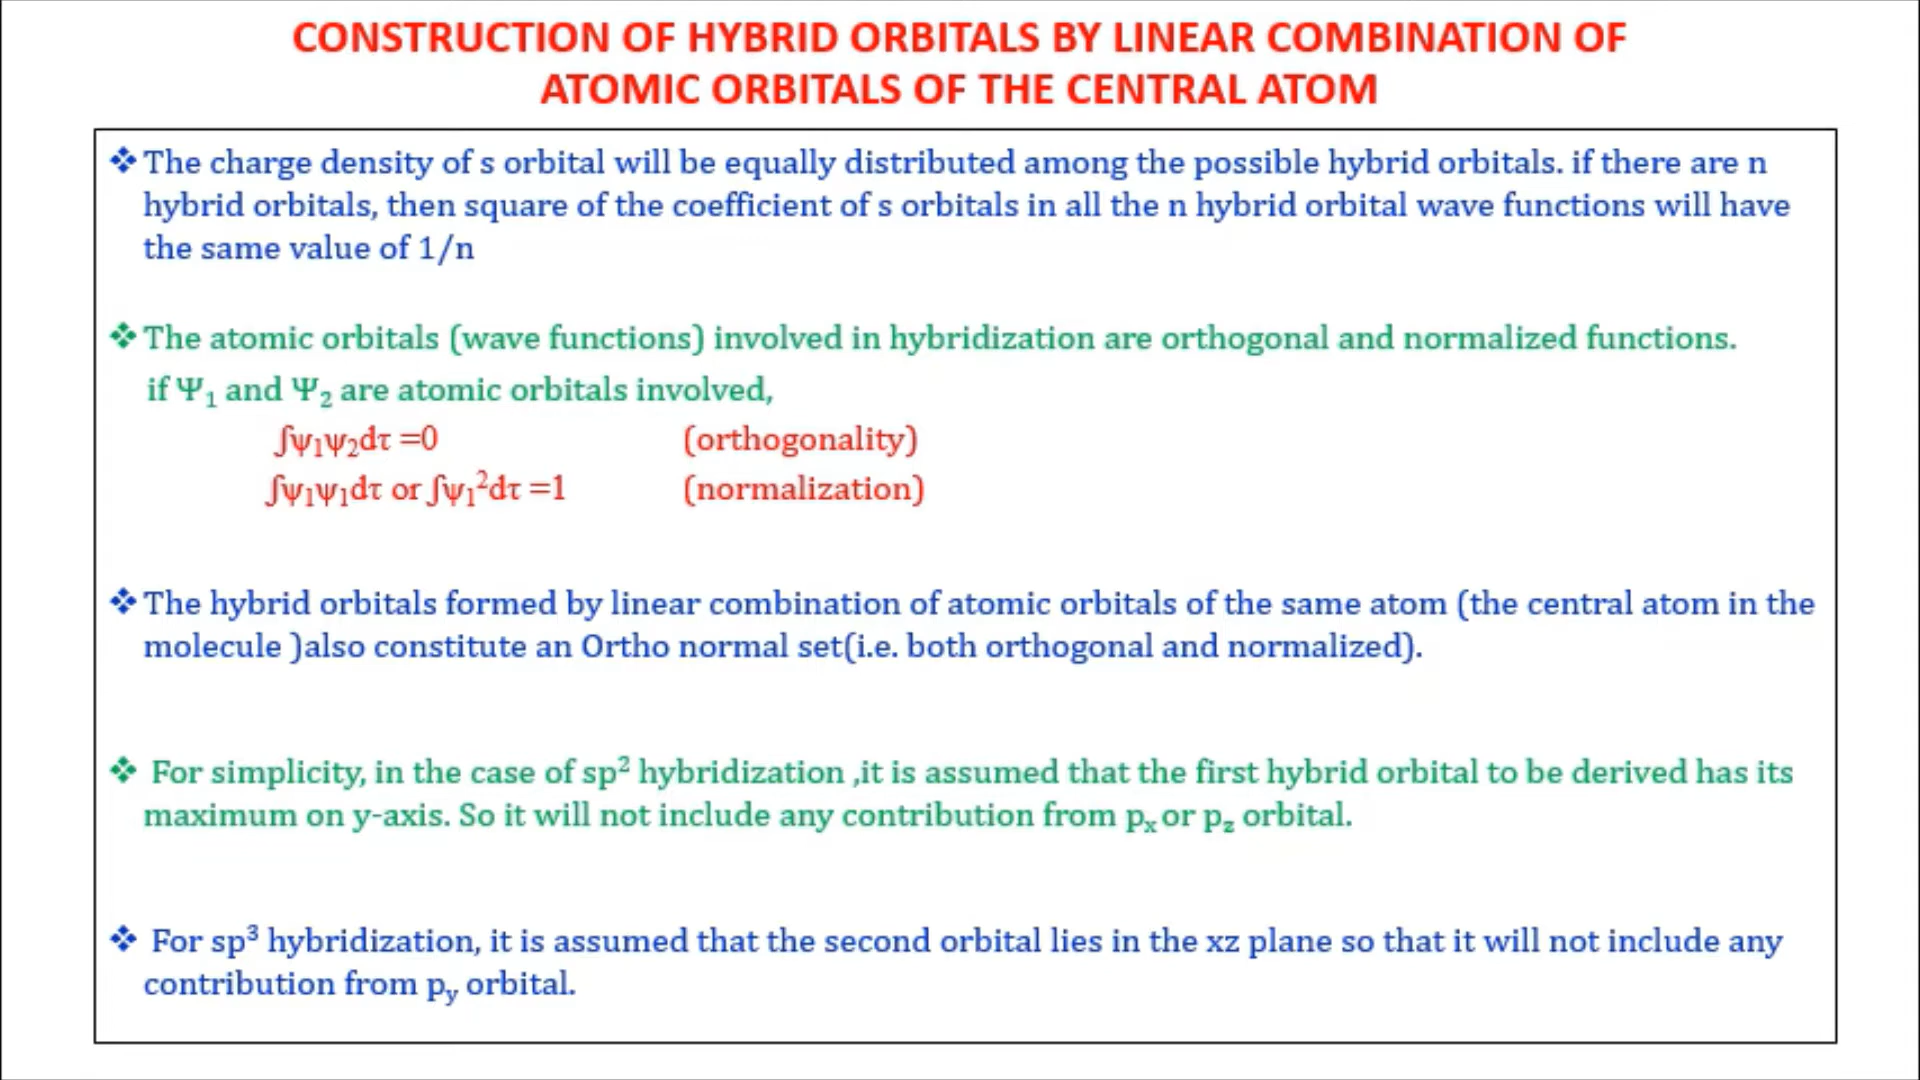 CONSTRUCTION OF HYBRID ORBITALS BY LINEAR COMBINATION OF
ATOMIC ORBITALS OF THE CENTRAL ATOM
❖ The charge density of s orbital will be equally distributed among the possible hybrid orbitals. if there are n
hybrid orbitals, then square of the coefficient of s orbitals in all the n hybrid orbital wave functions will have
the same value of 1/n
❖ The atomic orbitals (wave functions) involved in hybridization are orthogonal and normalized functions.
if Ψ₁ and Ψ₂ are atomic orbitals involved,
∫ψ₁ψ₂dτ =0 (orthogonality)
∫ψ₁ψ₁dτ or ∫ψ₁²dτ =1 (normalization)
❖ The hybrid orbitals formed by linear combination of atomic orbitals of the same atom (the central atom in the
molecule )also constitute an Ortho normal set(i.e. both orthogonal and normalized).
❖ For simplicity, in the case of sp² hybridization ,it is assumed that the first hybrid orbital to be derived has its
maximum on y-axis. So it will not include any contribution from pₓ or p_z orbital.
❖ For sp³ hybridization, it is assumed that the second orbital lies in the xz plane so that it will not include any
contribution from p_y orbital.